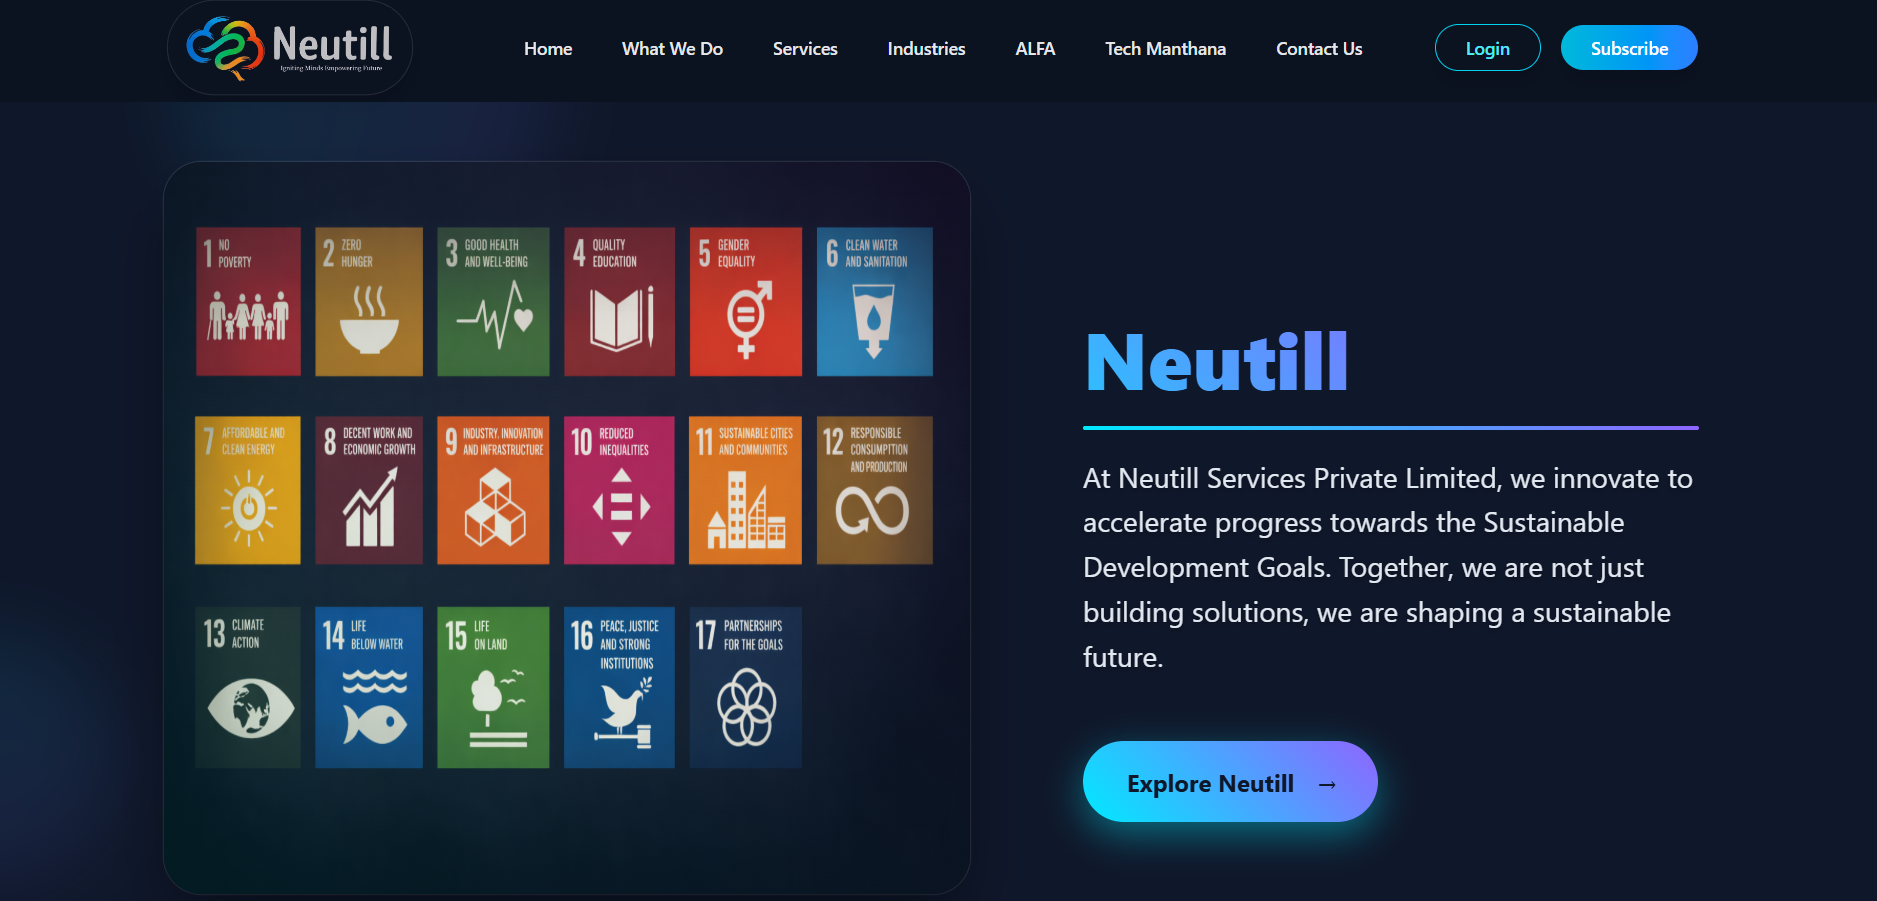 Neutill
Igniting Minds Empowering Future
Home
What We Do
Services
Industries
ALFA
Tech Manthana
Contact Us
Login
Subscribe
1 NO
POVERTY
2 ZERO
HUNGER
3 GOOD HEALTH
AND WELL-BEING
4 QUALITY
EDUCATION
5 GENDER
EQUALITY
6 CLEAN WATER
AND SANITATION
7 AFFORDABLE AND
CLEAN ENERGY
8 DECENT WORK AND
ECONOMIC GROWTH
9 INDUSTRY, INNOVATION
AND INFRASTRUCTURE
10 REDUCED
INEQUALITIES
11 SUSTAINABLE CITIES
AND COMMUNITIES
12 RESPONSIBLE
CONSUMPITION
AND PRODUCTION
13 CLIMATE
ACTION
14 LIFE
BELOW WATER
15 LIFE
ON LAND
16 PEACE, JUSTICE
AND STRONG
INSTITUTIONS
17 PARTNERSHIPS
FOR THE GOALS
Neutill
At Neutill Services Private Limited, we innovate to
accelerate progress towards the Sustainable
Development Goals. Together, we are not just
building solutions, we are shaping a sustainable
future.
Explore Neutill →